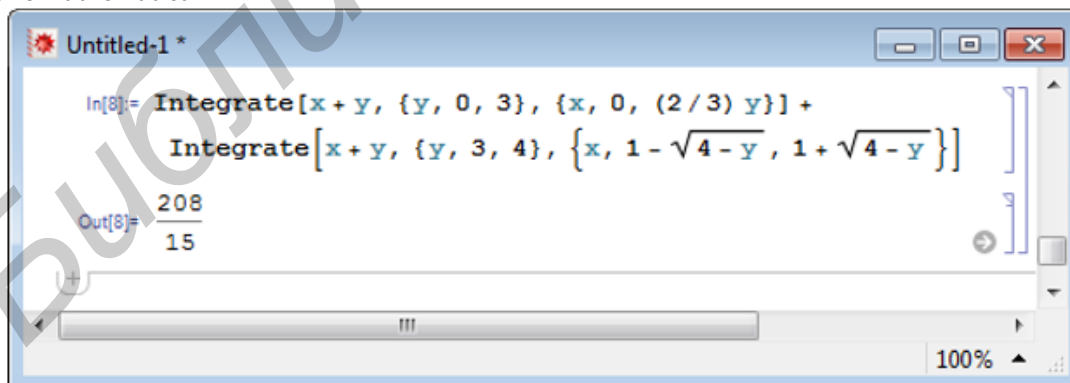 Untitled-1 *
In[8]:= Integrate[x + y, {y, 0, 3}, {x, 0, (2/3) y}] +
Integrate[x + y, {y, 3, 4}, {x, 1 - √(4 - y), 1 + √(4 - y)}]
Out[8]= 208/15
100%